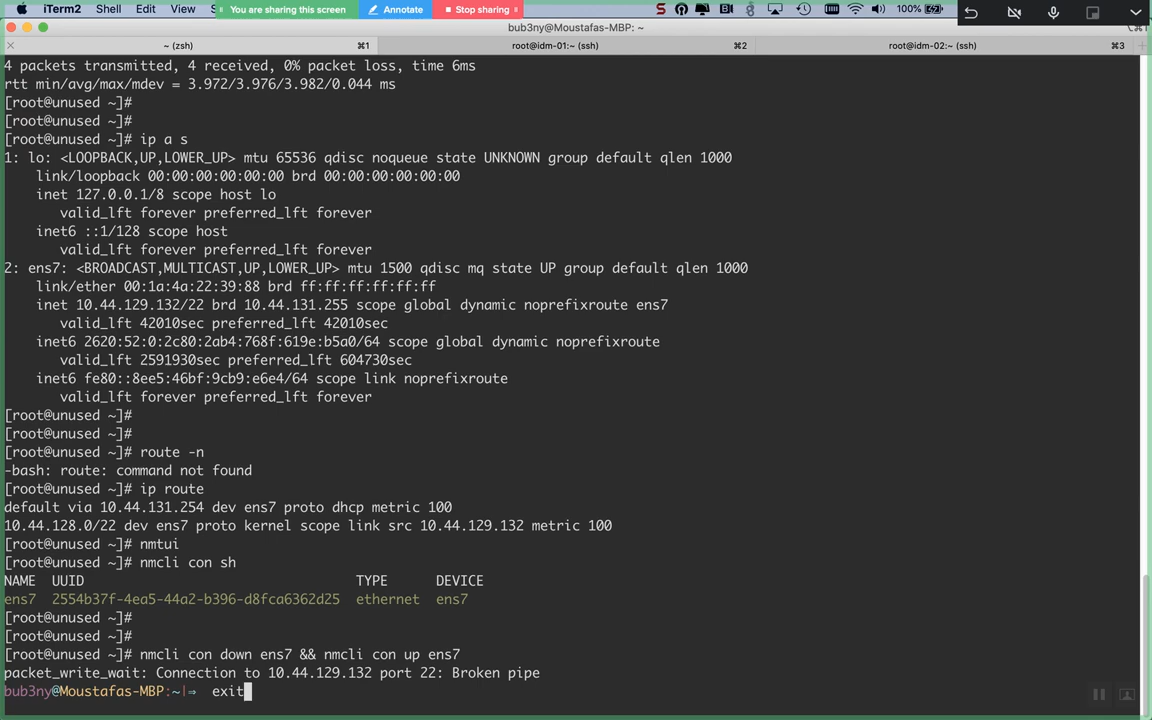 iTerm2 Shell Edit View S You are sharing this screen Annotate Stop sharing 100%
bub3ny@Moustafas-MBP: ~
~ (zsh) ⌘1 root@idm-01:~ (ssh) ⌘2 root@idm-02:~ (ssh) ⌘3
4 packets transmitted, 4 received, 0% packet loss, time 6ms
rtt min/avg/max/mdev = 3.972/3.976/3.982/0.044 ms
[root@unused ~]#
[root@unused ~]#
[root@unused ~]# ip a s
1: lo: <LOOPBACK,UP,LOWER_UP> mtu 65536 qdisc noqueue state UNKNOWN group default qlen 1000
link/loopback 00:00:00:00:00:00 brd 00:00:00:00:00:00
inet 127.0.0.1/8 scope host lo
valid_lft forever preferred_lft forever
inet6 ::1/128 scope host
valid_lft forever preferred_lft forever
2: ens7: <BROADCAST,MULTICAST,UP,LOWER_UP> mtu 1500 qdisc mq state UP group default qlen 1000
link/ether 00:1a:4a:22:39:88 brd ff:ff:ff:ff:ff:ff
inet 10.44.129.132/22 brd 10.44.131.255 scope global dynamic noprefixroute ens7
valid_lft 42010sec preferred_lft 42010sec
inet6 2620:52:0:2c80:2ab4:768f:619e:b5a0/64 scope global dynamic noprefixroute
valid_lft 2591930sec preferred_lft 604730sec
inet6 fe80::8ee5:46bf:9cb9:e6e4/64 scope link noprefixroute
valid_lft forever preferred_lft forever
[root@unused ~]#
[root@unused ~]#
[root@unused ~]# route -n
-bash: route: command not found
[root@unused ~]# ip route
default via 10.44.131.254 dev ens7 proto dhcp metric 100
10.44.128.0/22 dev ens7 proto kernel scope link src 10.44.129.132 metric 100
[root@unused ~]# nmtui
[root@unused ~]# nmcli con sh
NAME UUID TYPE DEVICE
ens7 2554b37f-4ea5-44a2-b396-d8fca6362d25 ethernet ens7
[root@unused ~]#
[root@unused ~]#
[root@unused ~]# nmcli con down ens7 && nmcli con up ens7
packet_write_wait: Connection to 10.44.129.132 port 22: Broken pipe
bub3ny@Moustafas-MBP:~|⇒ exit